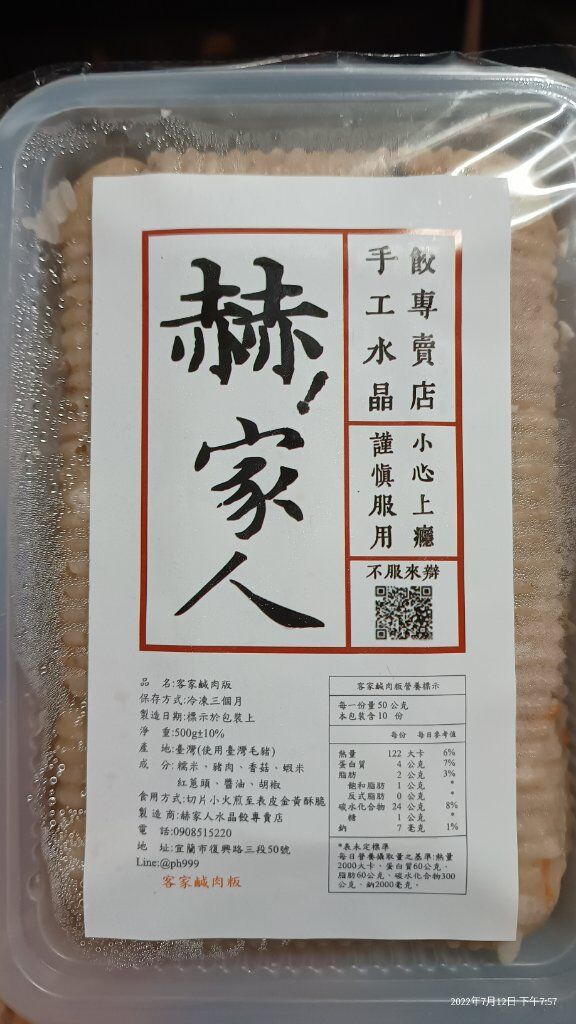 赫!家人
手工水晶
餃專賣店
謹慎服用
小心上癮
不服來辯
品　名:客家鹹肉版
保存方式:冷凍三個月
製造日期:標示於包裝上
淨　重:500g±10%
產　地:臺灣(使用臺灣毛豬)
成　分:糯米、豬肉、香菇、蝦米
紅蔥頭、醬油、胡椒
食用方式:切片小火煎至表皮金黃酥脆
製造商:赫家人水晶餃專賣店
電　話:0908515220
地　址:宜蘭市復興路三段50號
Line:@ph999
客家鹹肉粄
客家鹹肉粄營養標示
每一份量 50 公克
本包裝含 10 份
每份 每日參考值
熱量 122 大卡 6%
蛋白質 4 公克 7%
脂肪 2 公克 3%
飽和脂肪 1 公克 *
反式脂肪 0 公克 *
碳水化合物 24 公克 8%
糖 1 公克 *
鈉 7 毫克 1%
*表未定標準
每日營養攝取量之基準:熱量
2000大卡、蛋白質60公克、
脂肪60公克、碳水化合物300
公克、鈉2000毫克。
2022年7月12日 下午7:57